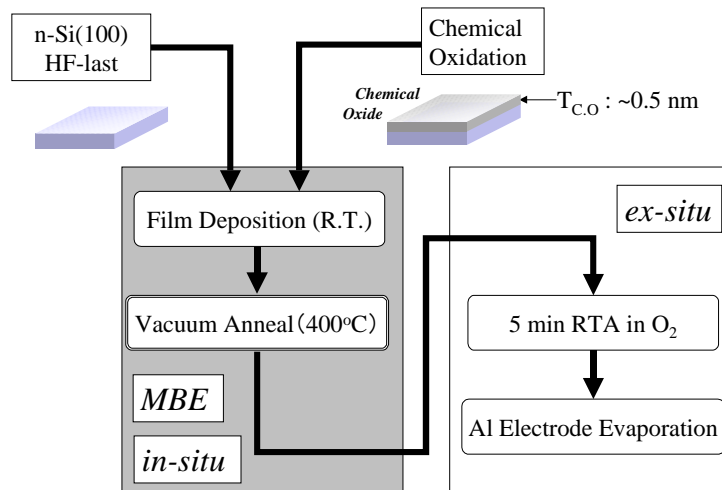 n-Si(100)
HF-last
Chemical
Oxidation
Chemical
Oxide
T_C.O : ~0.5 nm
Film Deposition (R.T.)
ex-situ
Vacuum Anneal（400°C）
5 min RTA in O₂
MBE
Al Electrode Evaporation
in-situ